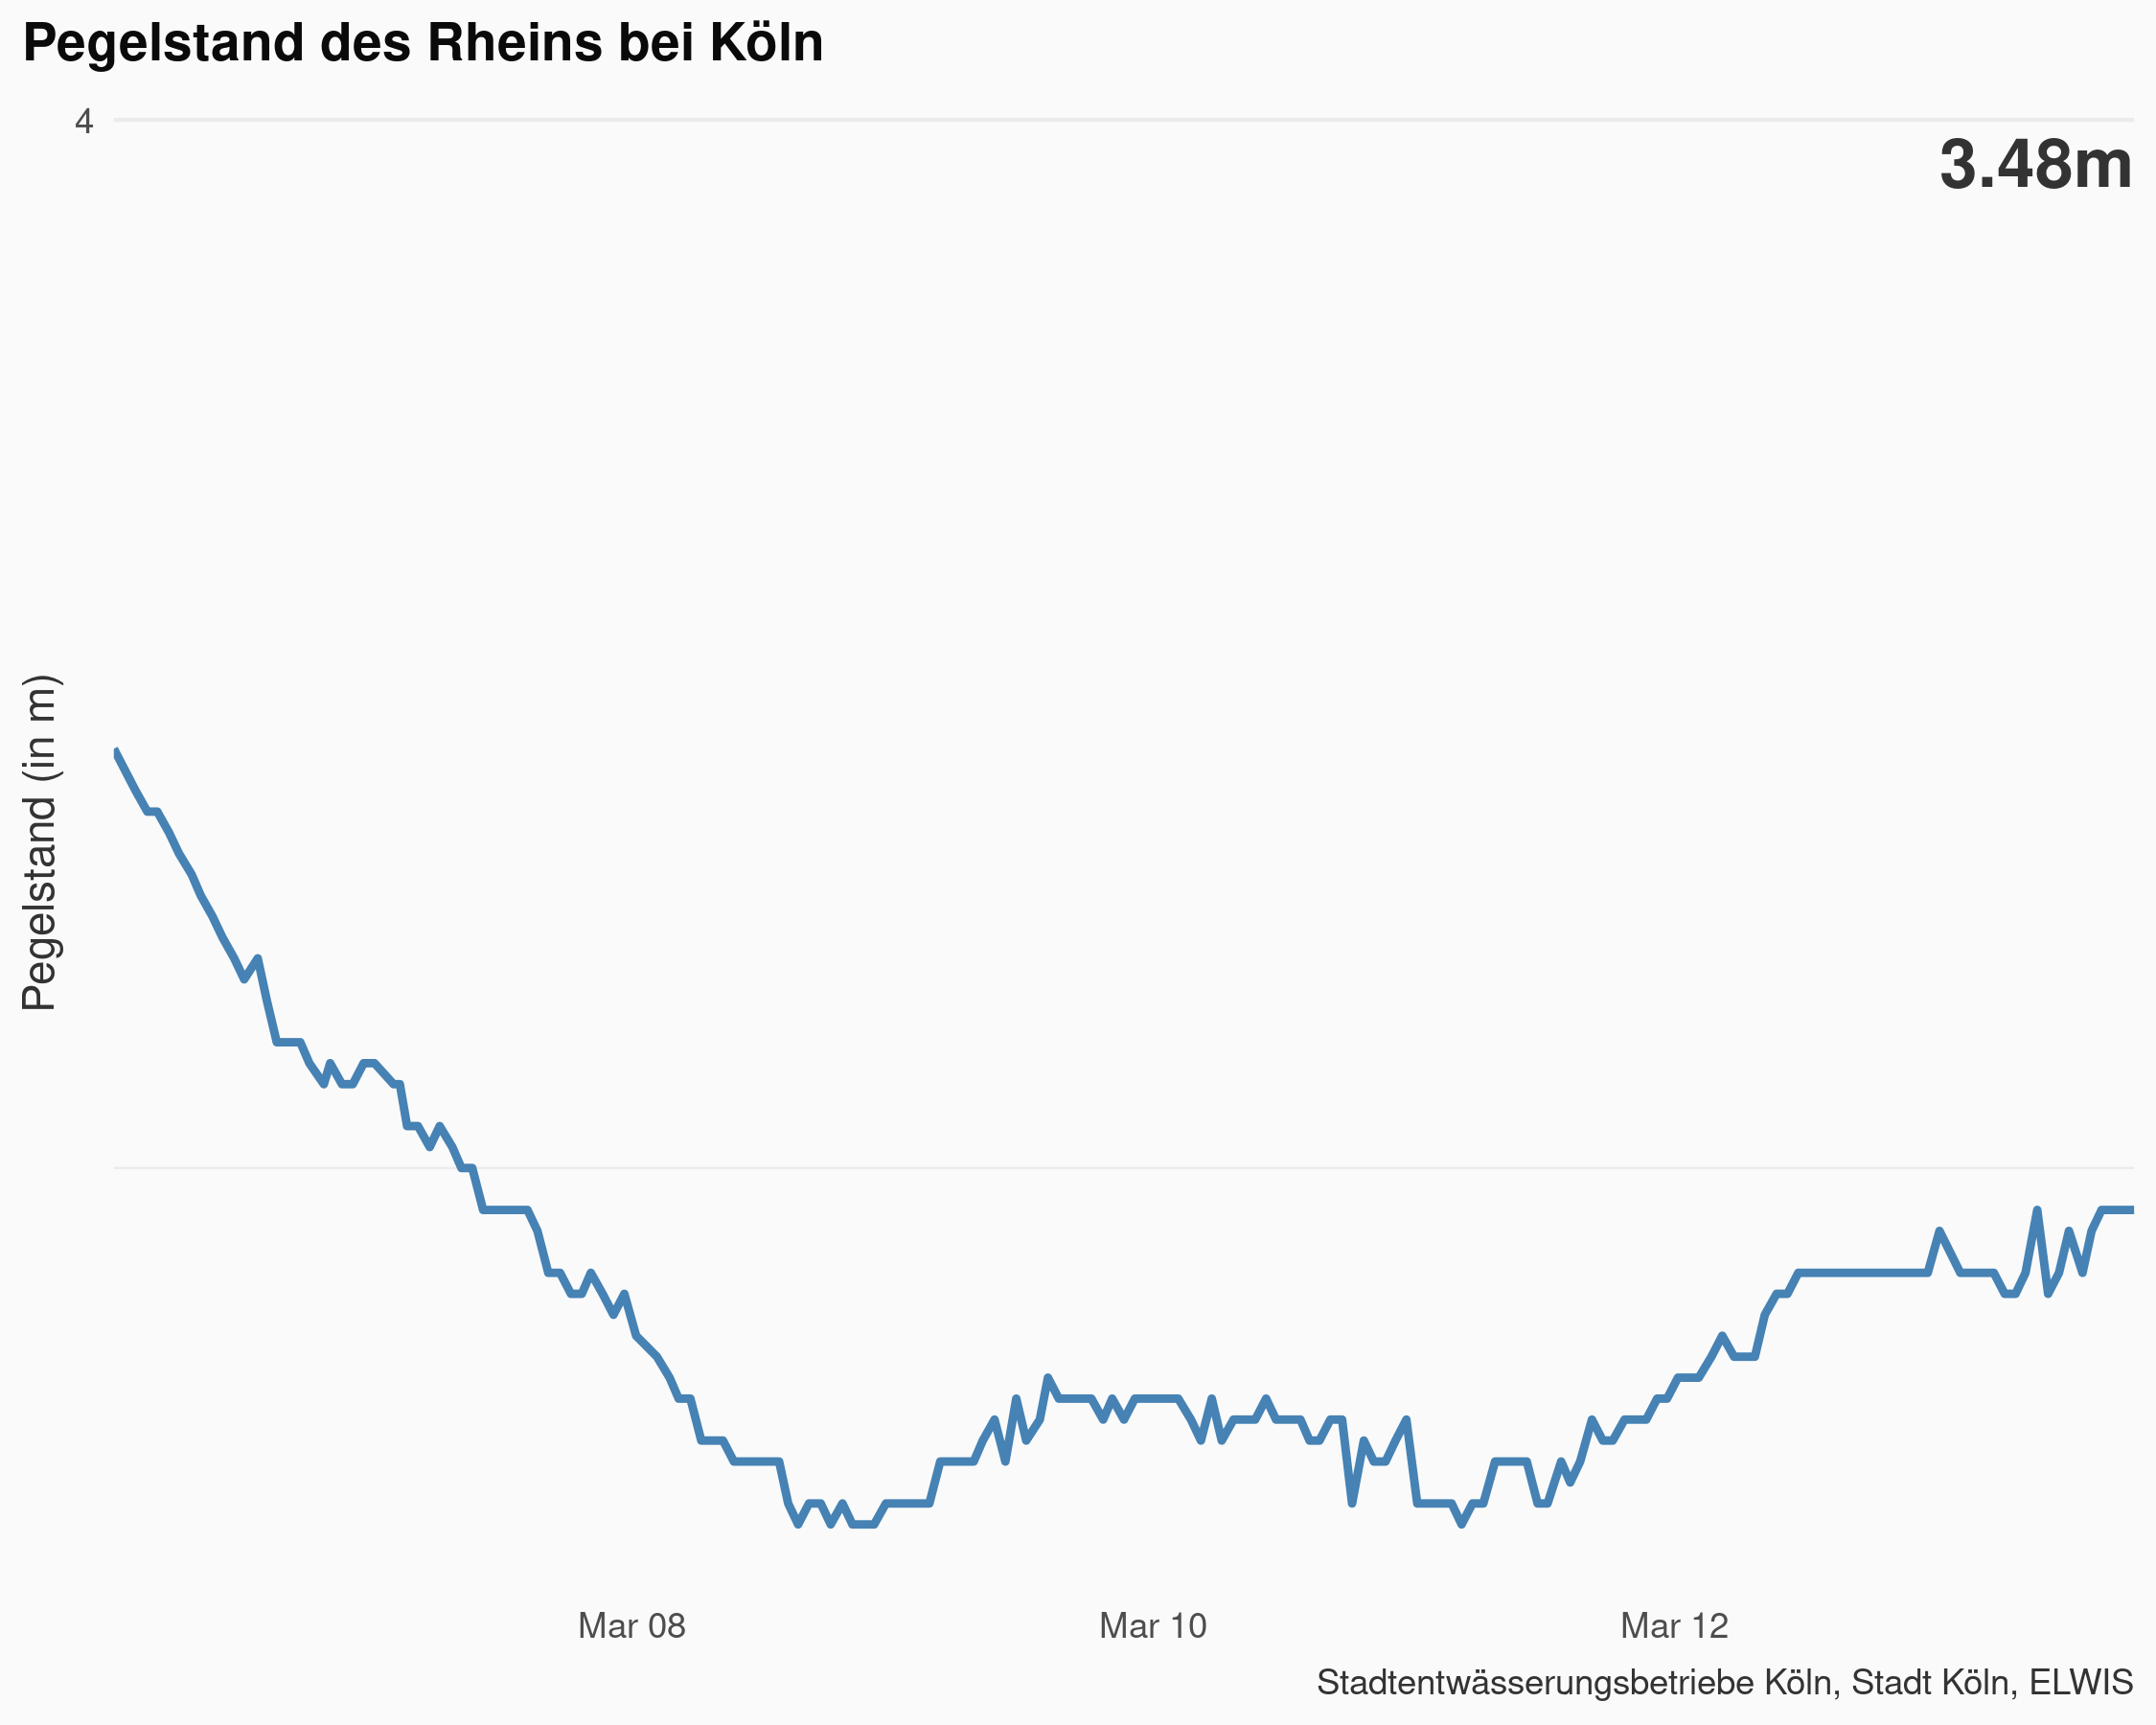 Pegelstand des Rheins bei Köln
4
3.48m
Pegelstand (in m)
Mar 08
Mar 10
Mar 12
Stadtentwässerungsbetriebe Köln, Stadt Köln, ELWIS